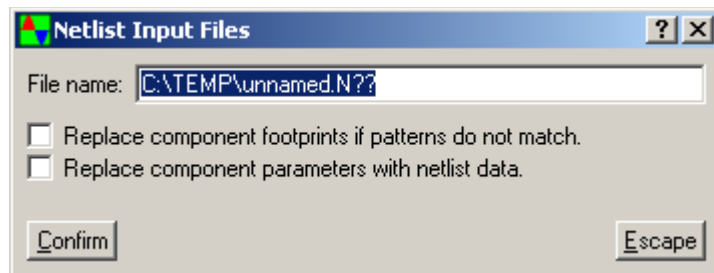 Netlist Input Files
File name: C:\TEMP\unnamed.N??
Replace component footprints if patterns do not match.
Replace component parameters with netlist data.
Confirm Escape